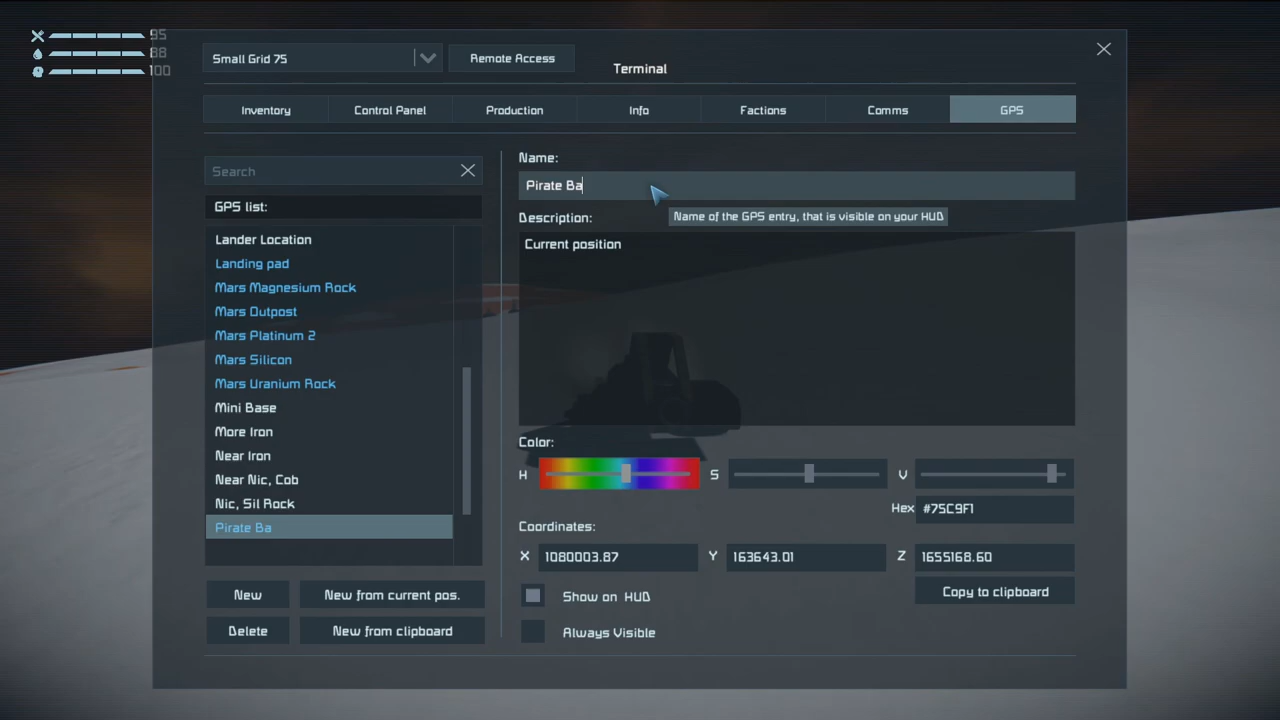 95
88
100
Small Grid 75
Remote Access
Terminal
Inventory
Control Panel
Production
Info
Factions
Comms
GPS
Search
GPS list:
Lander Location
Landing pad
Mars Magnesium Rock
Mars Outpost
Mars Platinum 2
Mars Silicon
Mars Uranium Rock
Mini Base
More Iron
Near Iron
Near Nic, Cob
Nic, Sil Rock
Pirate Ba
New
New from current pos.
Delete
New from clipboard
Name:
Pirate Ba
Name of the GPS entry, that is visible on your HUD
Description:
Current position
Color:
H
S
V
Hex #75C9F1
Coordinates:
X 1080003.87
Y 163643.01
Z 1655168.60
Show on HUD
Copy to clipboard
Always Visible